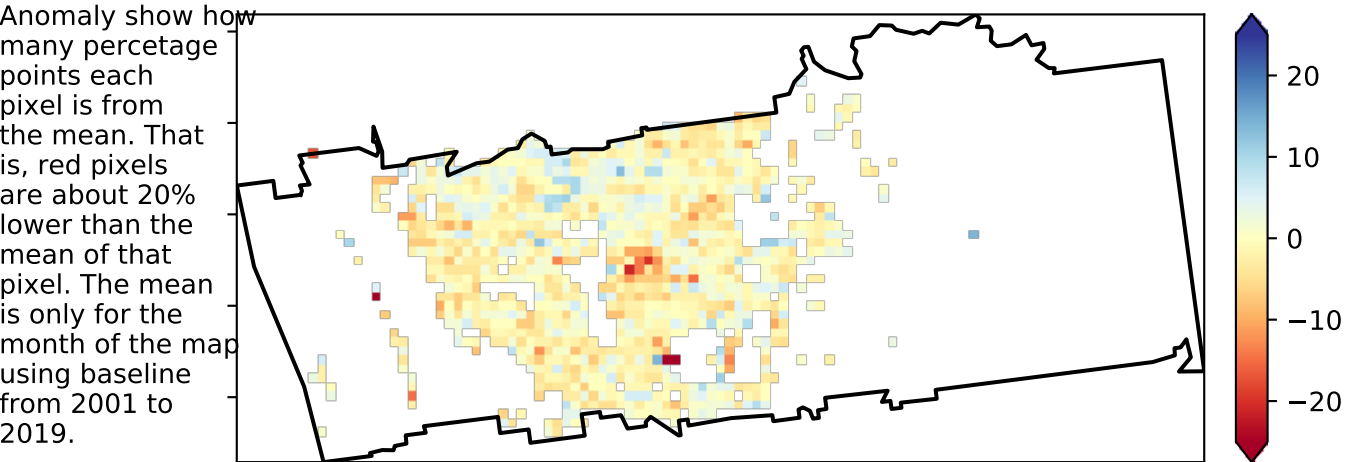 Anomaly show how
many percetage
points each
pixel is from
the mean. That
is, red pixels
are about 20%
lower than the
mean of that
pixel. The mean
is only for the
month of the map
using baseline
from 2001 to
2019.
20
10
0
−10
−20